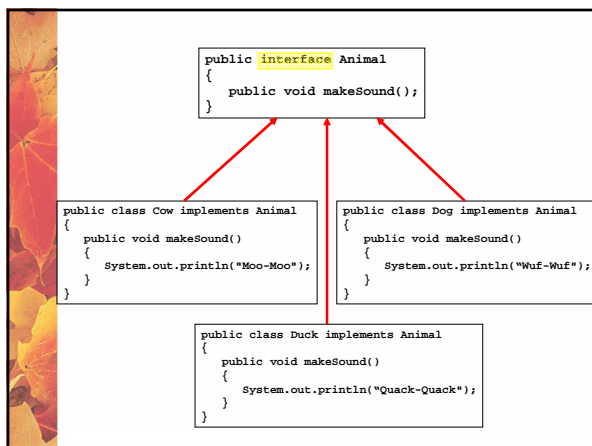 public interface Animal
{
public void makeSound();
}
public class Cow implements Animal
{
public void makeSound()
{
System.out.println("Moo-Moo");
}
}
public class Dog implements Animal
{
public void makeSound()
{
System.out.println(“Wuf-Wuf");
}
}
public class Duck implements Animal
{
public void makeSound()
{
System.out.println(“Quack-Quack");
}
}